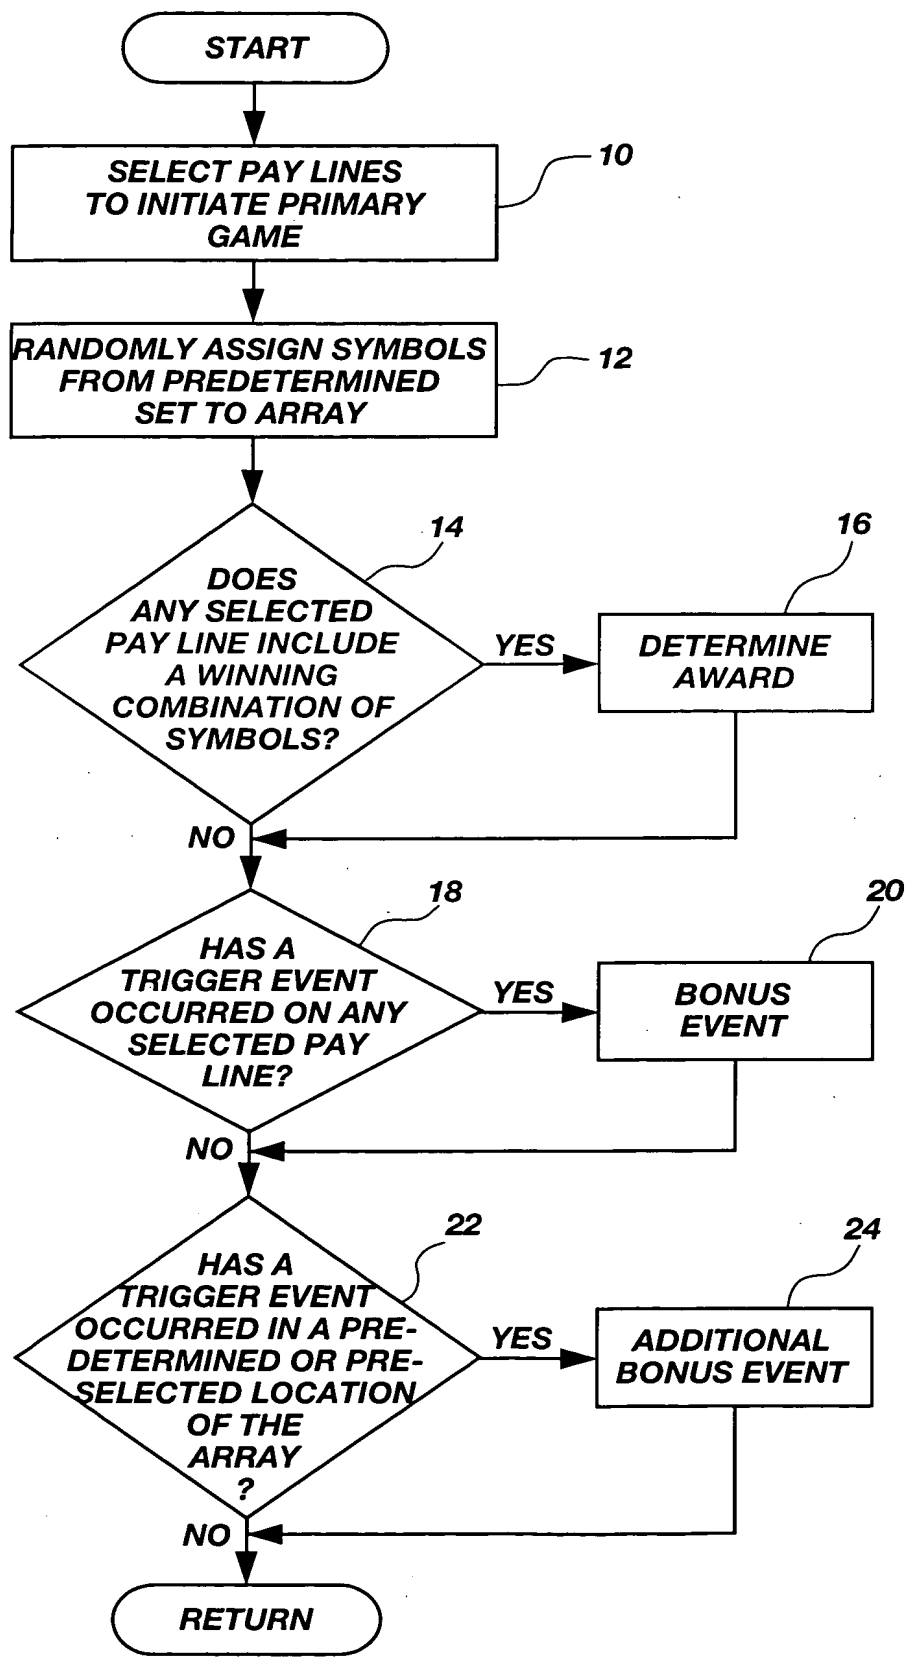 START
SELECT PAY LINES
TO INITIATE PRIMARY
GAME
10
RANDOMLY ASSIGN SYMBOLS
FROM PREDETERMINED
SET TO ARRAY
12
14
DOES
ANY SELECTED
PAY LINE INCLUDE
A WINNING
COMBINATION OF
SYMBOLS?
YES
16
DETERMINE
AWARD
NO
18
HAS A
TRIGGER EVENT
OCCURRED ON ANY
SELECTED PAY
LINE?
YES
20
BONUS
EVENT
NO
22
HAS A
TRIGGER EVENT
OCCURRED IN A PRE-
DETERMINED OR PRE-
SELECTED LOCATION
OF THE
ARRAY
?
YES
24
ADDITIONAL
BONUS EVENT
NO
RETURN